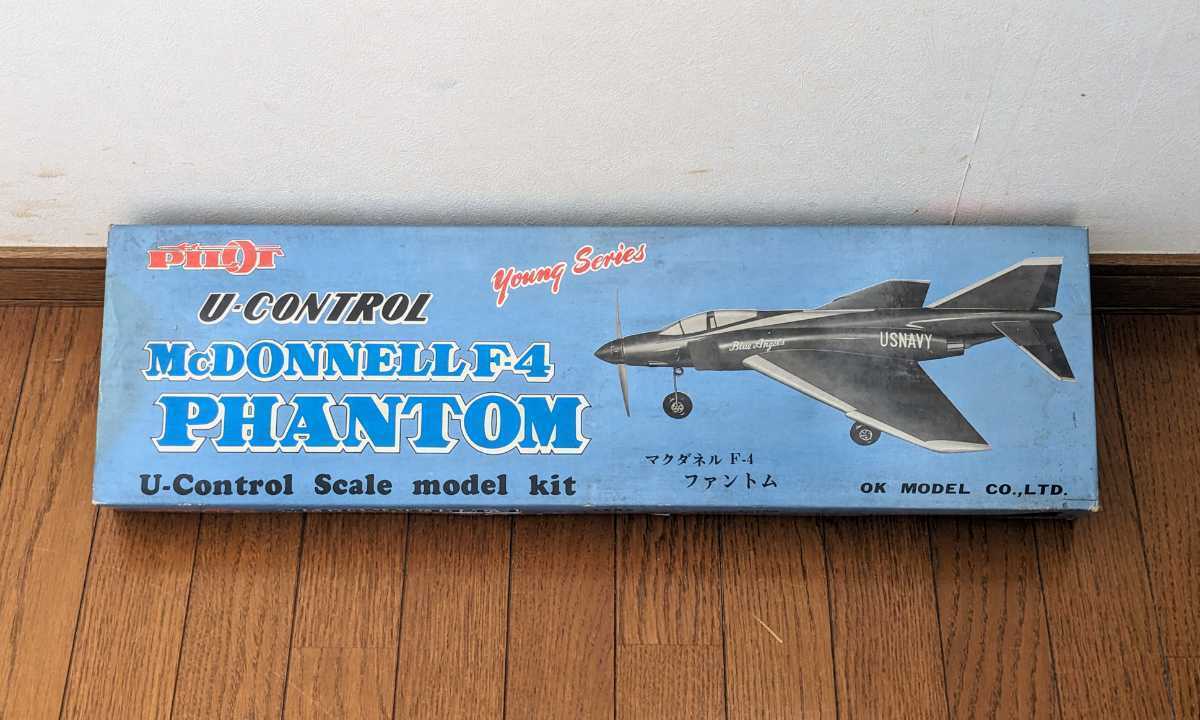 PILOT
Young Series
U-CONTROL
McDONNELL F-4
PHANTOM
U-Control Scale model kit
Blue Angels
USNAVY
マクダネル F-4
ファントム
OK MODEL CO.,LTD.